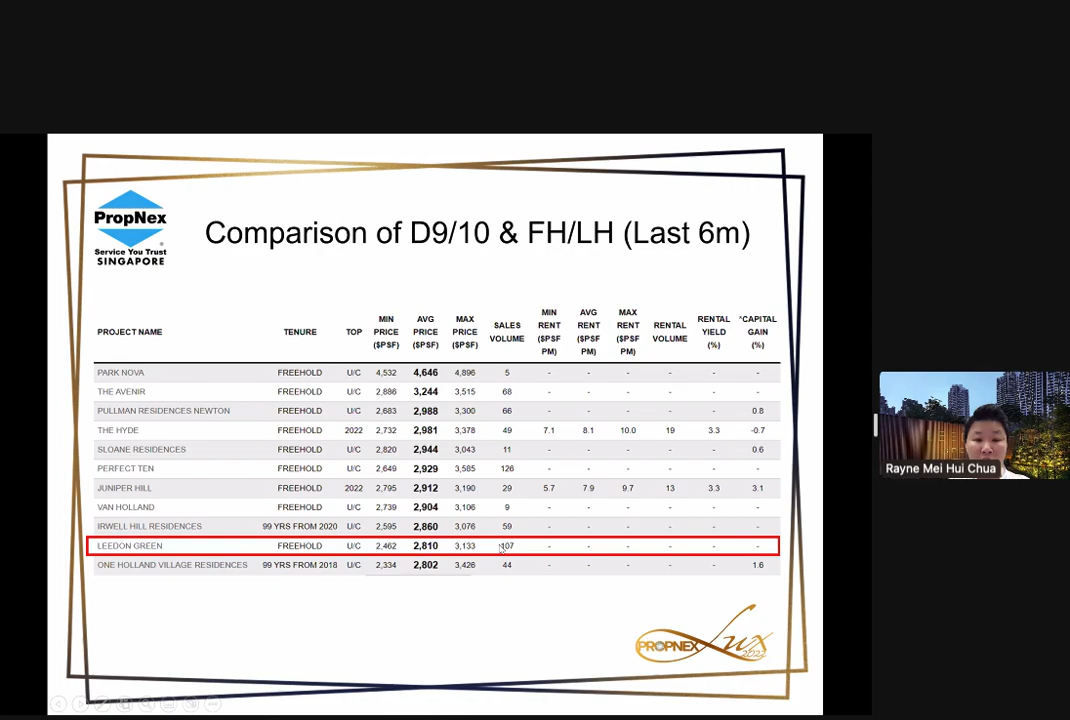 PropNex
Service You Trust
SINGAPORE
Comparison of D9/10 & FH/LH (Last 6m)
PROJECT NAME TENURE TOP MIN PRICE ($PSF) AVG PRICE ($PSF) MAX PRICE ($PSF) SALES VOLUME MIN RENT ($PSF PM) AVG RENT ($PSF PM) MAX RENT ($PSF PM) RENTAL VOLUME RENTAL YIELD (%) *CAPITAL GAIN (%)
PARK NOVA FREEHOLD U/C 4,532 4,646 4,896 5 - - - - - -
THE AVENIR FREEHOLD U/C 2,886 3,244 3,515 68 - - - - - -
PULLMAN RESIDENCES NEWTON FREEHOLD U/C 2,683 2,988 3,300 66 - - - - - 0.8
THE HYDE FREEHOLD 2022 2,732 2,981 3,378 49 7.1 8.1 10.0 19 3.3 -0.7
SLOANE RESIDENCES FREEHOLD U/C 2,820 2,944 3,043 11 - - - - - 0.6
PERFECT TEN FREEHOLD U/C 2,649 2,929 3,585 126 - - - - - -
JUNIPER HILL FREEHOLD 2022 2,795 2,912 3,190 29 5.7 7.9 9.7 13 3.3 3.1
VAN HOLLAND FREEHOLD U/C 2,739 2,904 3,106 9 - - - - - -
IRWELL HILL RESIDENCES 99 YRS FROM 2020 U/C 2,595 2,860 3,076 59 - - - - - -
LEEDON GREEN FREEHOLD U/C 2,462 2,810 3,133 107 - - - - - -
ONE HOLLAND VILLAGE RESIDENCES 99 YRS FROM 2018 U/C 2,334 2,802 3,426 44 - - - - - 1.6
PROPNEX Lux
2022
Rayne Mei Hui Chua